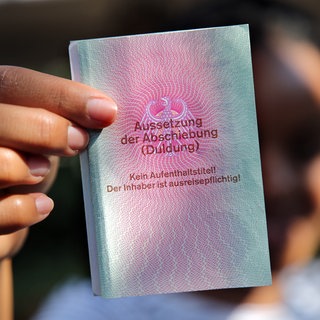 Aussetzung
der Abschiebung
(Duldung)
Kein Aufenthaltstitel!
Der Inhaber ist ausreisepflichtig!